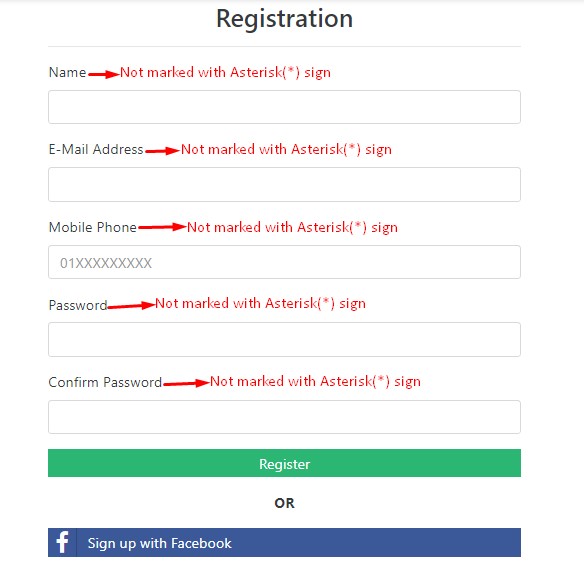 Registration
Name Not marked with Asterisk(*) sign
E-Mail Address Not marked with Asterisk(*) sign
Mobile Phone Not marked with Asterisk(*) sign
01XXXXXXXXX
Password Not marked with Asterisk(*) sign
Confirm Password Not marked with Asterisk(*) sign
Register
OR
f Sign up with Facebook